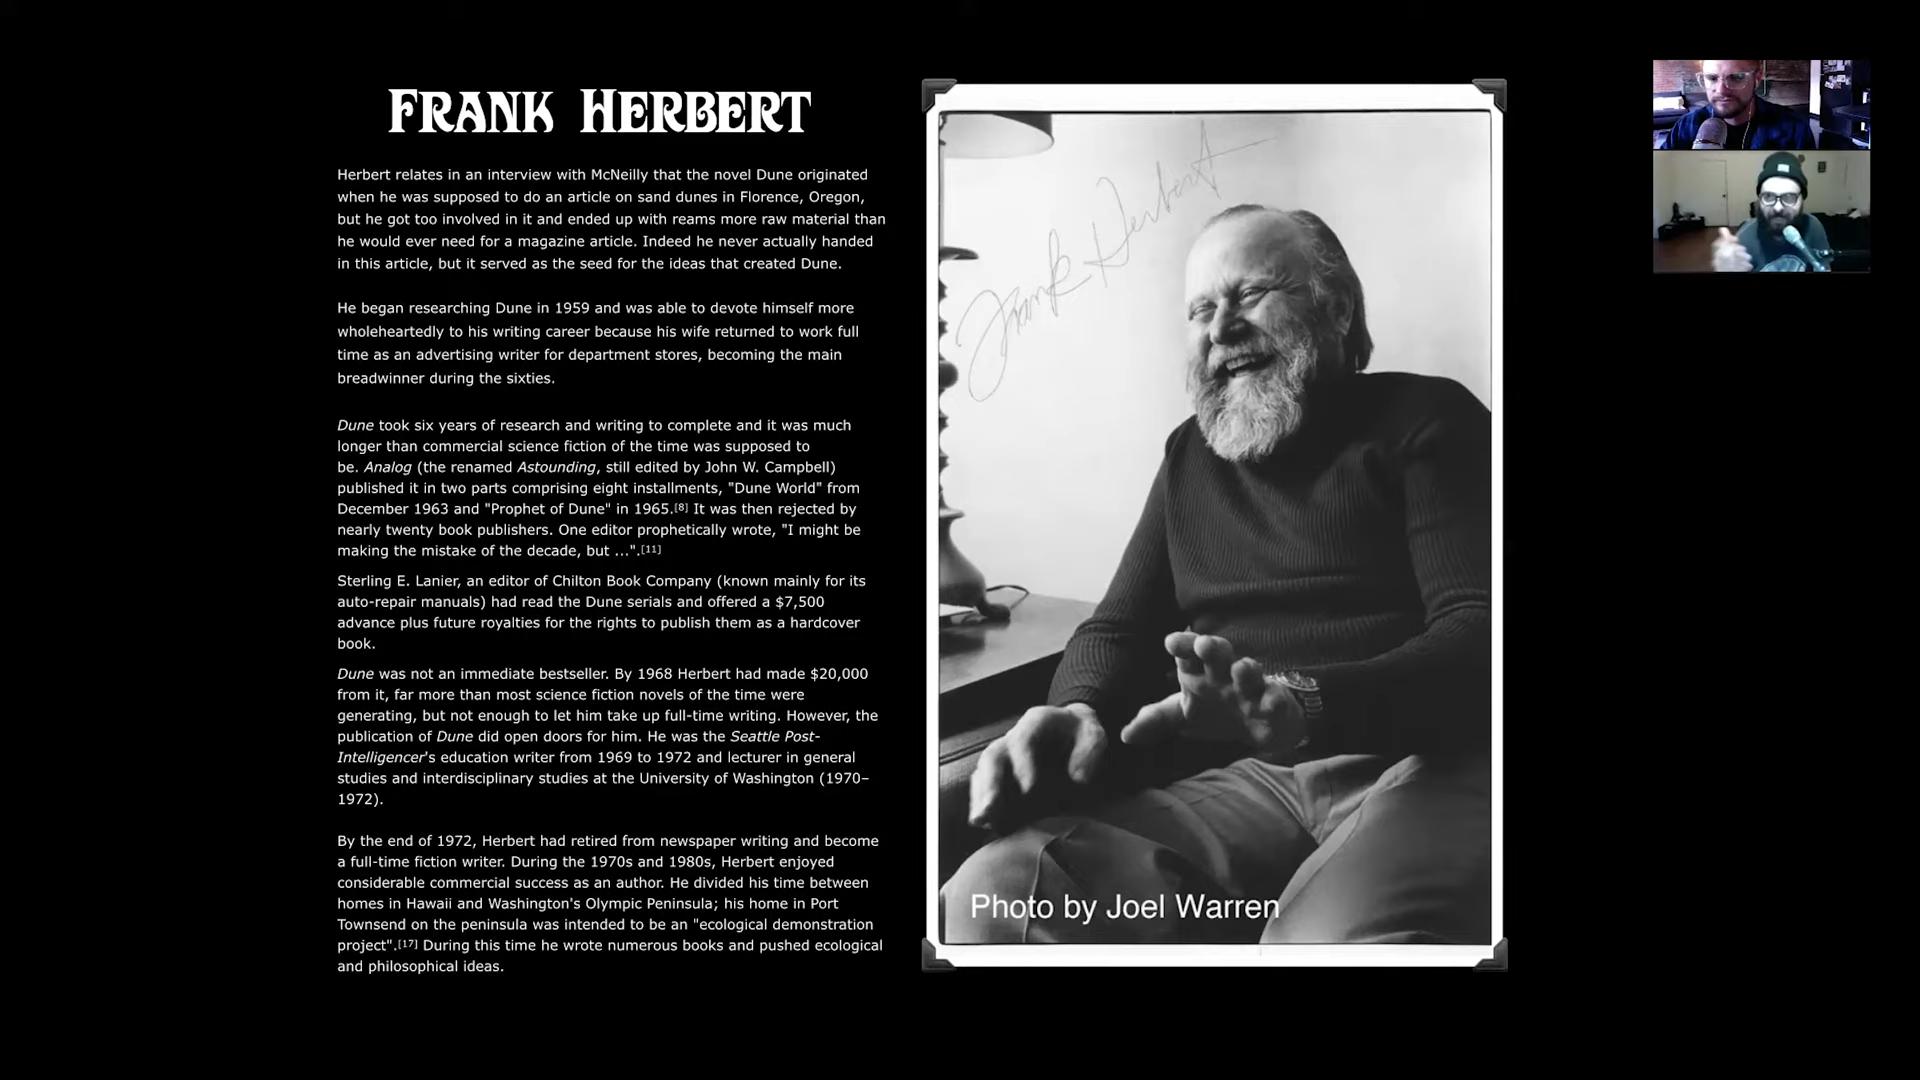 FRANK HERBERT
Herbert relates in an interview with McNeilly that the novel Dune originated
when he was supposed to do an article on sand dunes in Florence, Oregon,
but he got too involved in it and ended up with reams more raw material than
he would ever need for a magazine article. Indeed he never actually handed
in this article, but it served as the seed for the ideas that created Dune.
He began researching Dune in 1959 and was able to devote himself more
wholeheartedly to his writing career because his wife returned to work full
time as an advertising writer for department stores, becoming the main
breadwinner during the sixties.
Dune took six years of research and writing to complete and it was much
longer than commercial science fiction of the time was supposed to
be. Analog (the renamed Astounding, still edited by John W. Campbell)
published it in two parts comprising eight installments, "Dune World" from
December 1963 and "Prophet of Dune" in 1965.[8] It was then rejected by
nearly twenty book publishers. One editor prophetically wrote, "I might be
making the mistake of the decade, but ...".[11]
Sterling E. Lanier, an editor of Chilton Book Company (known mainly for its
auto-repair manuals) had read the Dune serials and offered a $7,500
advance plus future royalties for the rights to publish them as a hardcover
book.
Dune was not an immediate bestseller. By 1968 Herbert had made $20,000
from it, far more than most science fiction novels of the time were
generating, but not enough to let him take up full-time writing. However, the
publication of Dune did open doors for him. He was the Seattle Post-
Intelligencer's education writer from 1969 to 1972 and lecturer in general
studies and interdisciplinary studies at the University of Washington (1970–
1972).
By the end of 1972, Herbert had retired from newspaper writing and become
a full-time fiction writer. During the 1970s and 1980s, Herbert enjoyed
considerable commercial success as an author. He divided his time between
homes in Hawaii and Washington's Olympic Peninsula; his home in Port
Townsend on the peninsula was intended to be an "ecological demonstration
project".[17] During this time he wrote numerous books and pushed ecological
and philosophical ideas.
Frank Herbert
Photo by Joel Warren